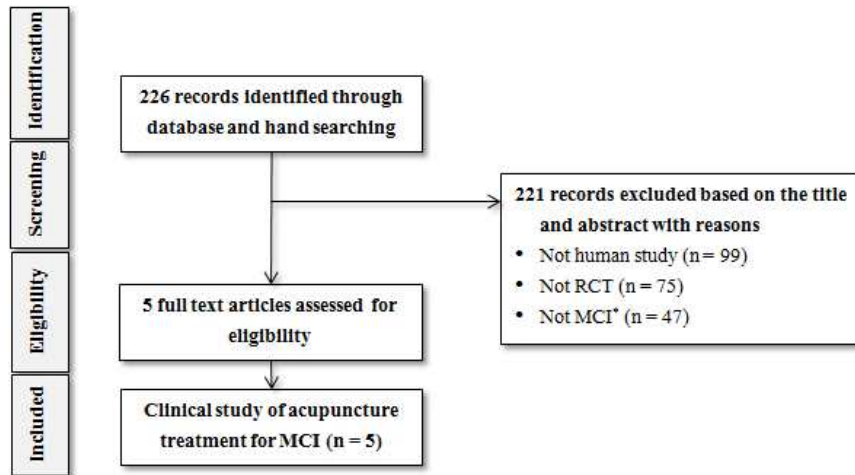 Identification
226 records identified through
database and hand searching
Screening
221 records excluded based on the title
and abstract with reasons
• Not human study (n = 99)
• Not RCT (n = 75)
• Not MCI* (n = 47)
Eligibility
5 full text articles assessed for
eligibility
Included
Clinical study of acupuncture
treatment for MCI (n = 5)